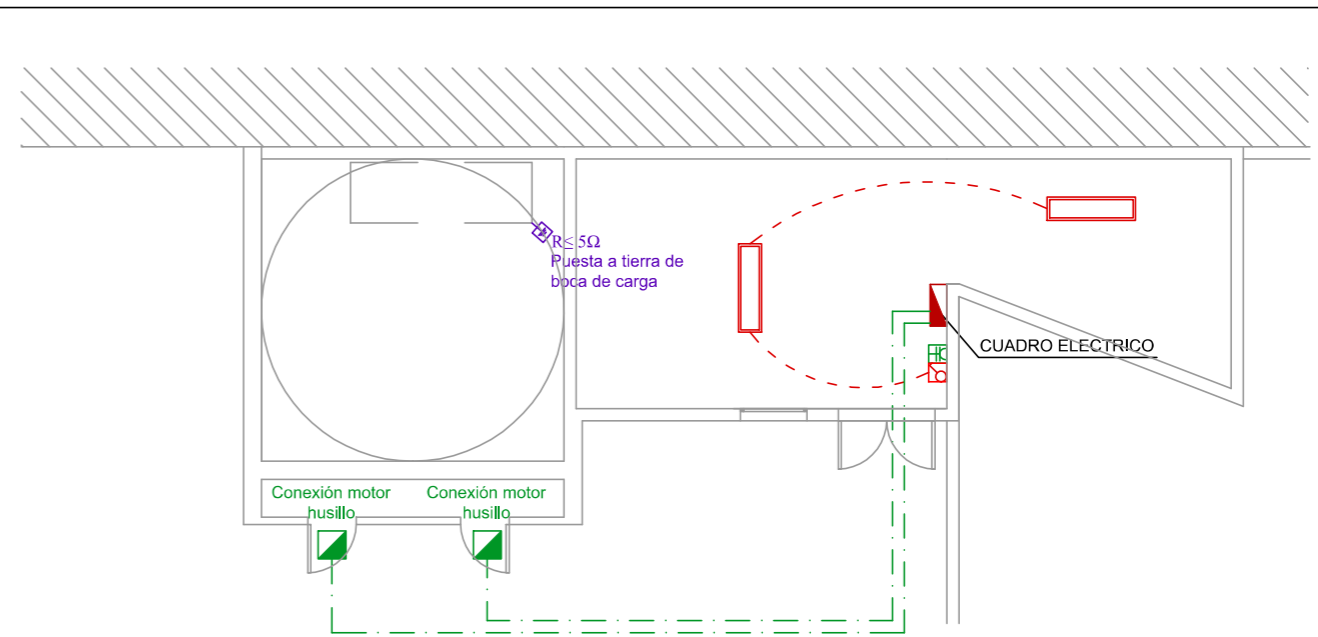 R≤ 5Ω
Puesta a tierra de
boca de carga
CUADRO ELECTRICO
Conexión motor
husillo
Conexión motor
husillo